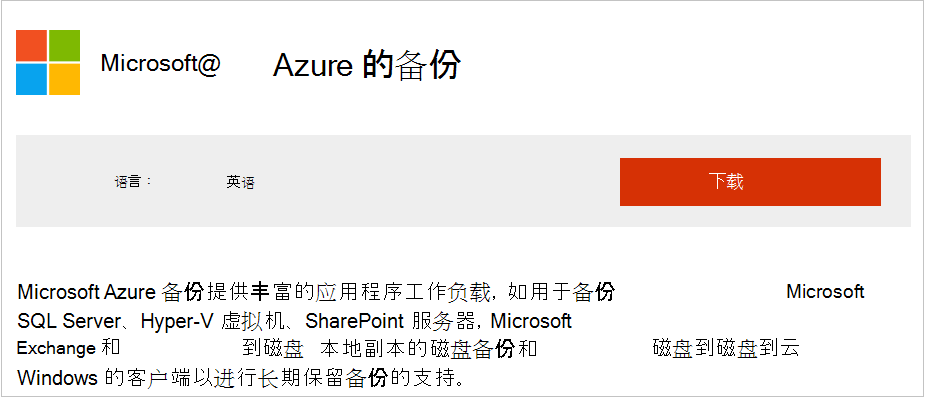 Microsoft@ Azure 的备份
语言： 英语 下载
Microsoft Azure 备份提供丰富的应用程序工作负载, 如用于备份 Microsoft
SQL Server、Hyper-V 虚拟机、SharePoint 服务器, Microsoft
Exchange 和 到磁盘 本地副本的磁盘备份和 磁盘到磁盘到云
Windows 的客户端以进行长期保留备份的支持。